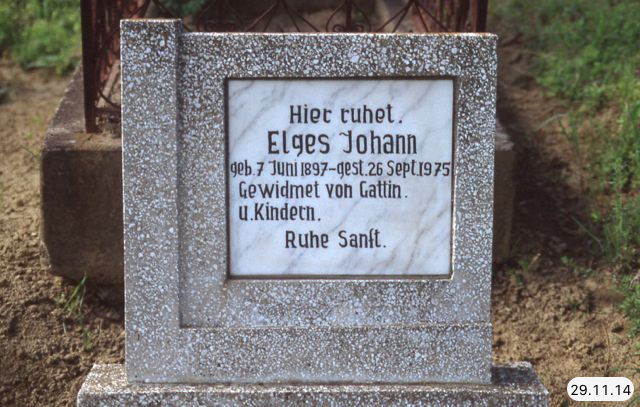 Hier ruhet.
Elges Johann
geb. 7 Juni 1897-gest. 26 Sept. 1975
Gewidmet von Gattin.
u. Kindern.
Ruhe Sanft.
29.11.14